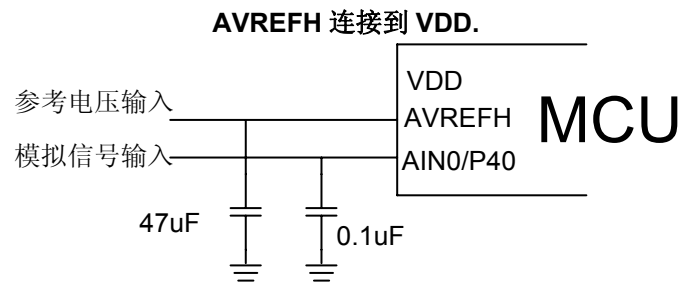 AVREFH 连接到 VDD.
VDD
参考电压输入
AVREFH
MCU
模拟信号输入
AIN0/P40
47uF
0.1uF